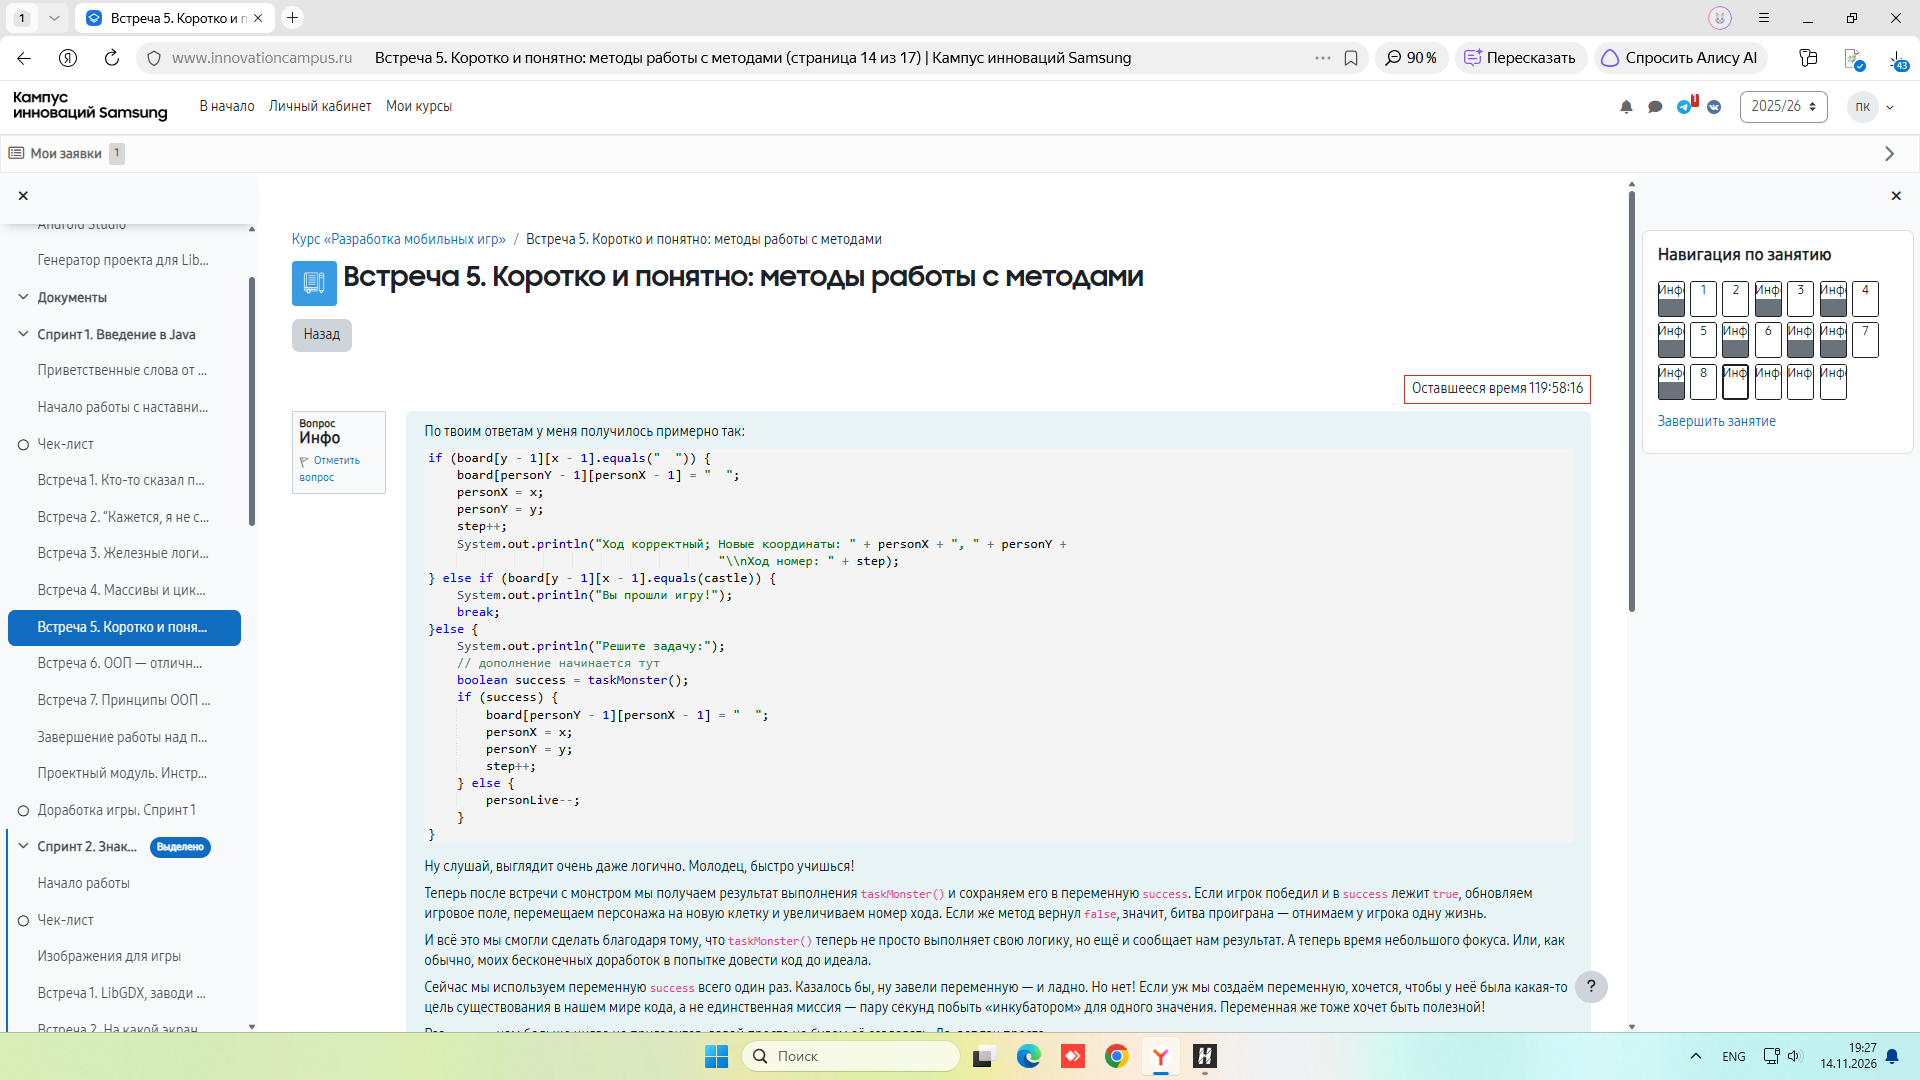 1
Встреча 5. Коротко и п
www.innovationcampus.ru
Встреча 5. Коротко и понятно: методы работы с методами (страница 14 из 17) | Кампус инноваций Samsung
90 %
Пересказать
Спросить Алису AI
43
Кампус
инноваций Samsung
В начало
Личный кабинет
Мои курсы
1
2025/26
ПК
Мои заявки
1
Android Studio
Генератор проекта для Lib...
Документы
Спринт 1. Введение в Java
Приветственные слова от ...
Начало работы с наставни...
Чек-лист
Встреча 1. Кто-то сказал п...
Встреча 2. “Кажется, я не с...
Встреча 3. Железные логи...
Встреча 4. Массивы и цик...
Встреча 5. Коротко и поня...
Встреча 6. ООП — отличн...
Встреча 7. Принципы ООП ...
Завершение работы над п...
Проектный модуль. Инстр...
Доработка игры. Спринт 1
Спринт 2. Знак...
Выделено
Начало работы
Чек-лист
Изображения для игры
Встреча 1. LibGDX, заводи ...
Встреча 2. На какой экран
Курс «Разработка мобильных игр» / Встреча 5. Коротко и понятно: методы работы с методами
Встреча 5. Коротко и понятно: методы работы с методами
Назад
Оставшееся время 119:58:16
Вопрос
Инфо
Отметить
вопрос
По твоим ответам у меня получилось примерно так:
if (board[y - 1][x - 1].equals("  ")) {
    board[personY - 1][personX - 1] = "  ";
    personX = x;
    personY = y;
    step++;
    System.out.println("Ход корректный; Новые координаты: " + personX + ", " + personY +
                                        "\\nХод номер: " + step);
} else if (board[y - 1][x - 1].equals(castle)) {
    System.out.println("Вы прошли игру!");
    break;
}else {
    System.out.println("Решите задачу:");
    // дополнение начинается тут
    boolean success = taskMonster();
    if (success) {
        board[personY - 1][personX - 1] = "  ";
        personX = x;
        personY = y;
        step++;
    } else {
        personLive--;
    }
}
Ну слушай, выглядит очень даже логично. Молодец, быстро учишься!
Теперь после встречи с монстром мы получаем результат выполнения taskMonster() и сохраняем его в переменную success. Если игрок победил и в success лежит true, обновляем
игровое поле, перемещаем персонажа на новую клетку и увеличиваем номер хода. Если же метод вернул false, значит, битва проиграна — отнимаем у игрока одну жизнь.
И всё это мы смогли сделать благодаря тому, что taskMonster() теперь не просто выполняет свою логику, но ещё и сообщает нам результат. А теперь время небольшого фокуса. Или, как
обычно, моих бесконечных доработок в попытке довести код до идеала.
Сейчас мы используем переменную success всего один раз. Казалось бы, ну завели переменную — и ладно. Но нет! Если уж мы создаём переменную, хочется, чтобы у неё была какая-то
цель существования в нашем мире кода, а не единственная миссия — пару секунд побыть «инкубатором» для одного значения. Переменная же тоже хочет быть полезной!
?
Навигация по занятию
Инф 1 2 Инф 3 Инф 4
Инф 5 Инф 6 Инф Инф 7
Инф 8 Инф Инф Инф Инф
Завершить занятие
Поиск
ENG
19:27
14.11.2026